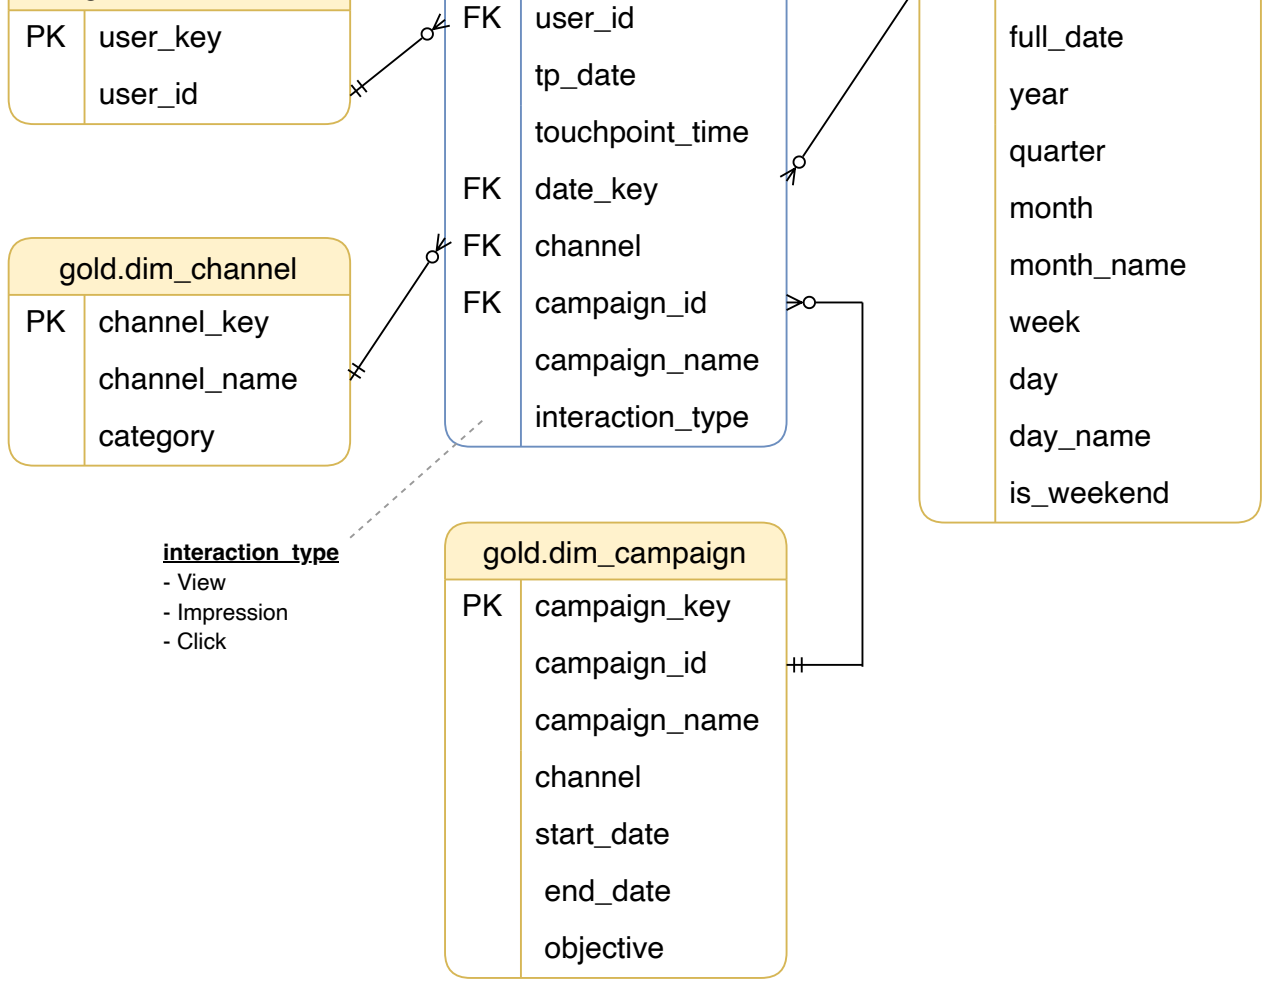 PK user_key
user_id
FK user_id
tp_date
touchpoint_time
FK date_key
FK channel
FK campaign_id
campaign_name
interaction_type
full_date
year
quarter
month
month_name
week
day
day_name
is_weekend
gold.dim_channel
PK channel_key
channel_name
category
interaction_type
- View
- Impression
- Click
gold.dim_campaign
PK campaign_key
campaign_id
campaign_name
channel
start_date
end_date
objective